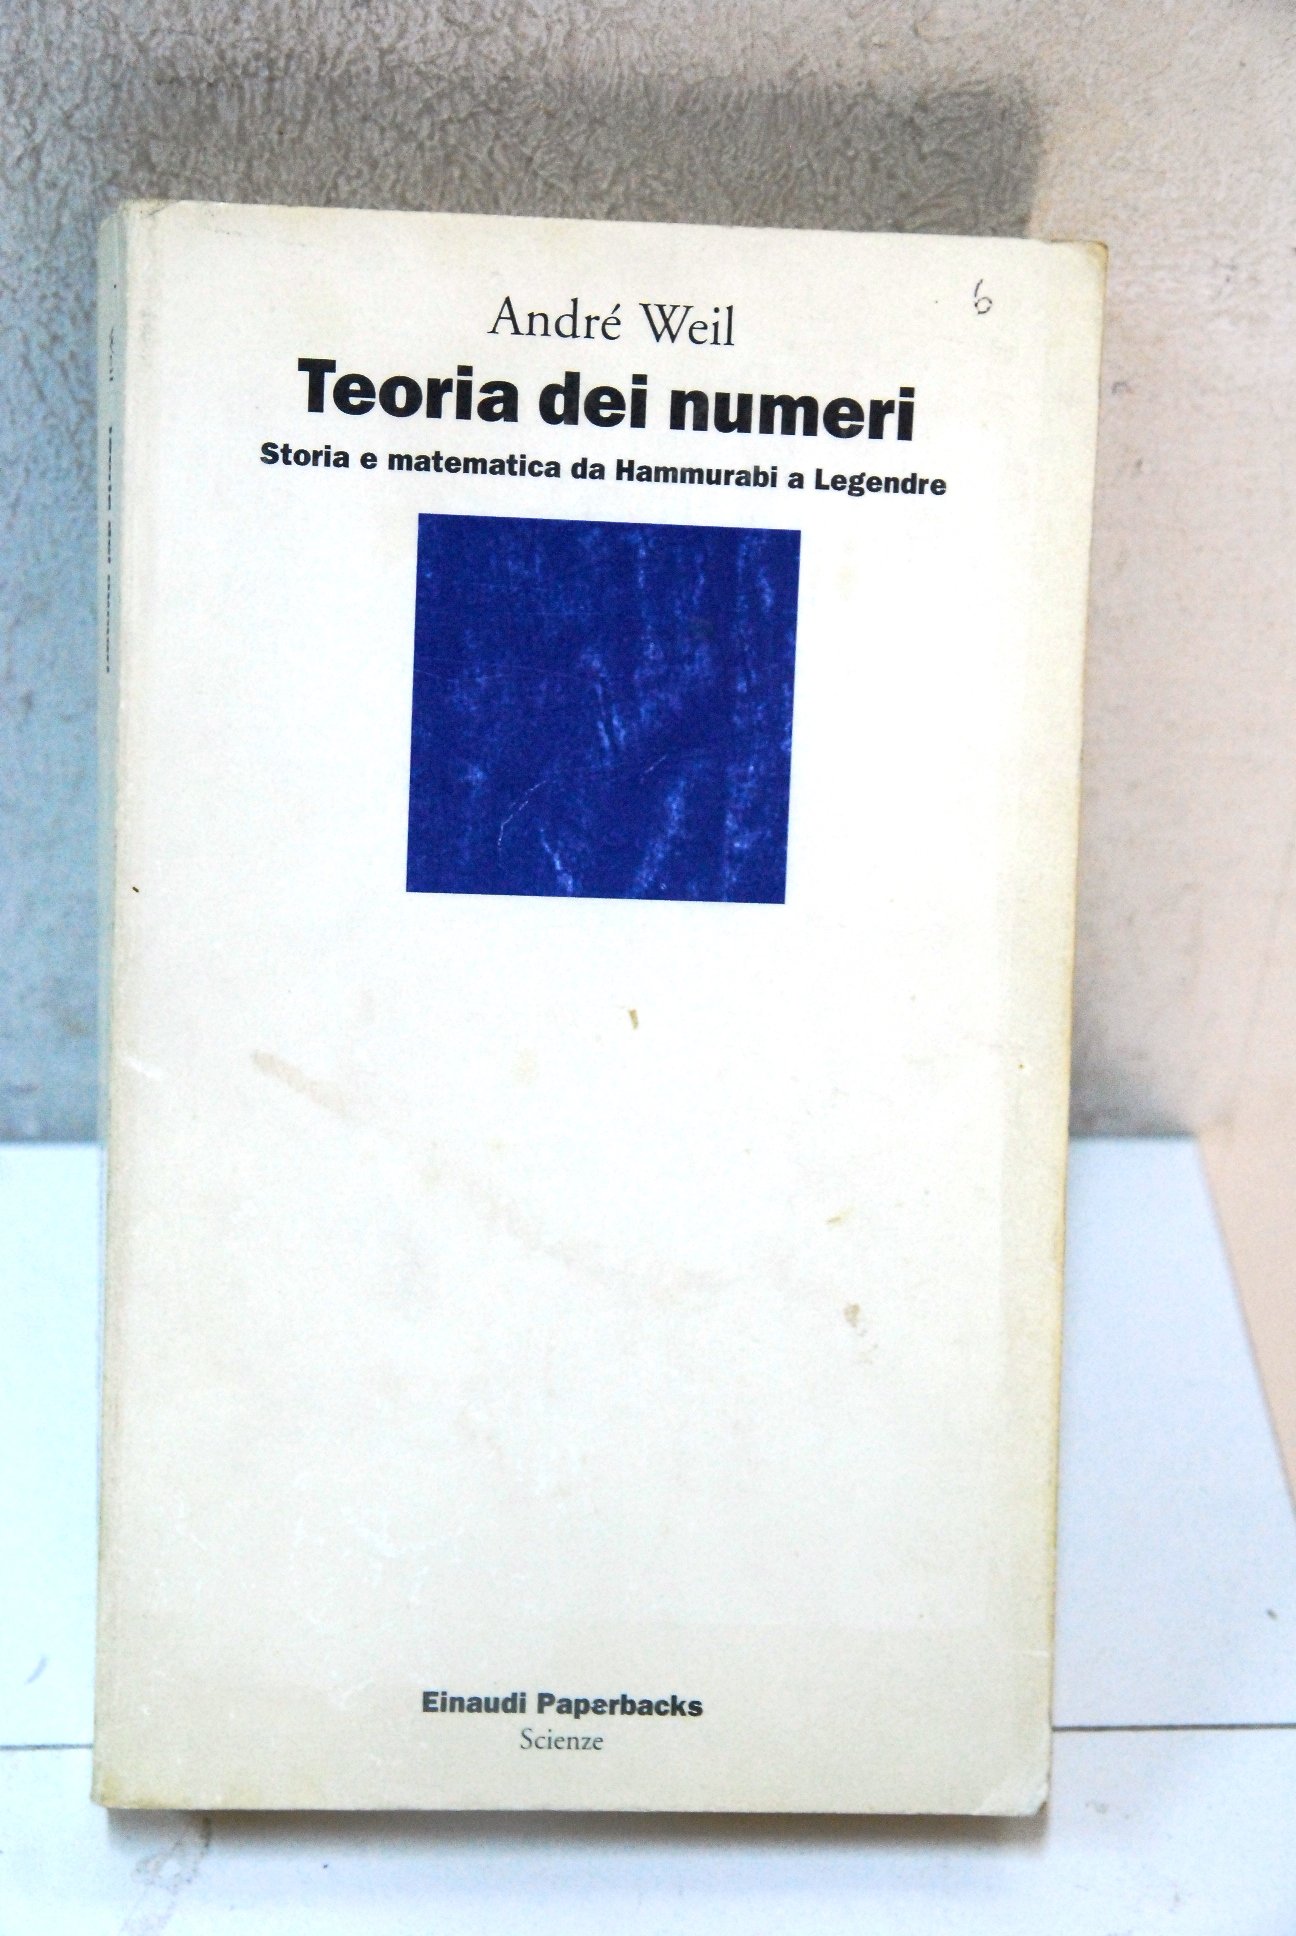 6
André Weil
Teoria dei numeri
Storia e matematica da Hammurabi a Legendre
Einaudi Paperbacks
Scienze